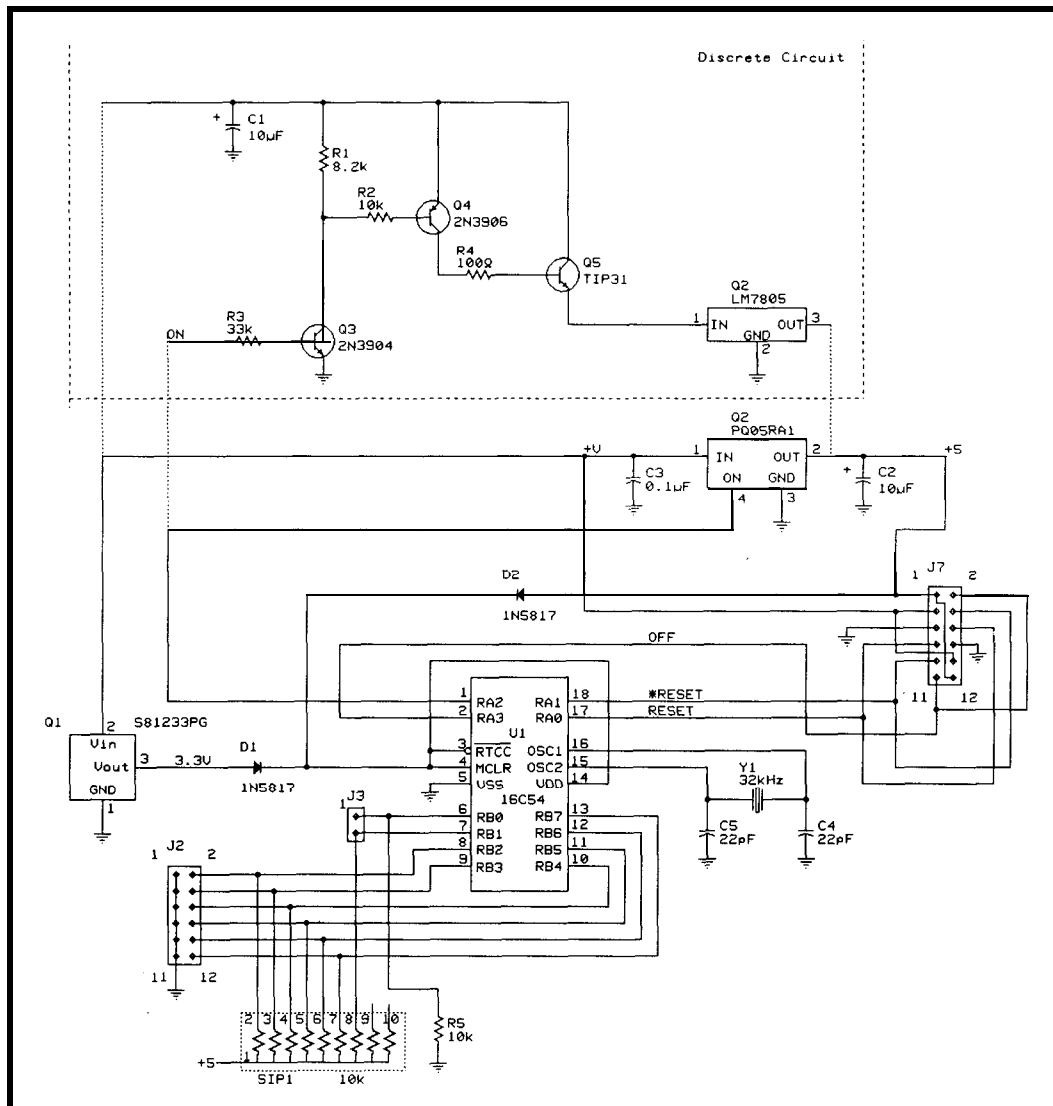 Discrete Circuit
+
C1
10µF
R1
8.2k
R2
10k
Q4
2N3906
R4
100Ω
Q5
TIP31
Q2
LM7805
1 IN OUT 3
GND
2
R3
33k
ON
Q3
2N3904
Q2
PQ05RA1
+V
1 IN OUT 2
+5
ON GND
4 3
C3
0.1µF
+
C2
10µF
J7
1 2
11 12
D2
1N5817
OFF
*RESET
RESET
Q1
S81233PG
2
Vin
Vout 3
GND
1
3.3V
D1
1N5817
1 RA2 RA1 18
2 RA3 RA0 17
U1
3 RTCC OSC1 16
4 MCLR OSC2 15
5 VSS VDD 14
16C54
6 RB0 RB7 13
7 RB1 RB6 12
8 RB2 RB5 11
9 RB3 RB4 10
Y1
32kHz
C5
22pF
C4
22pF
J3
1
J2
1 2
11 12
2 3 4 5 6 7 8 9 10
1
+5
SIP1 10k
R5
10k